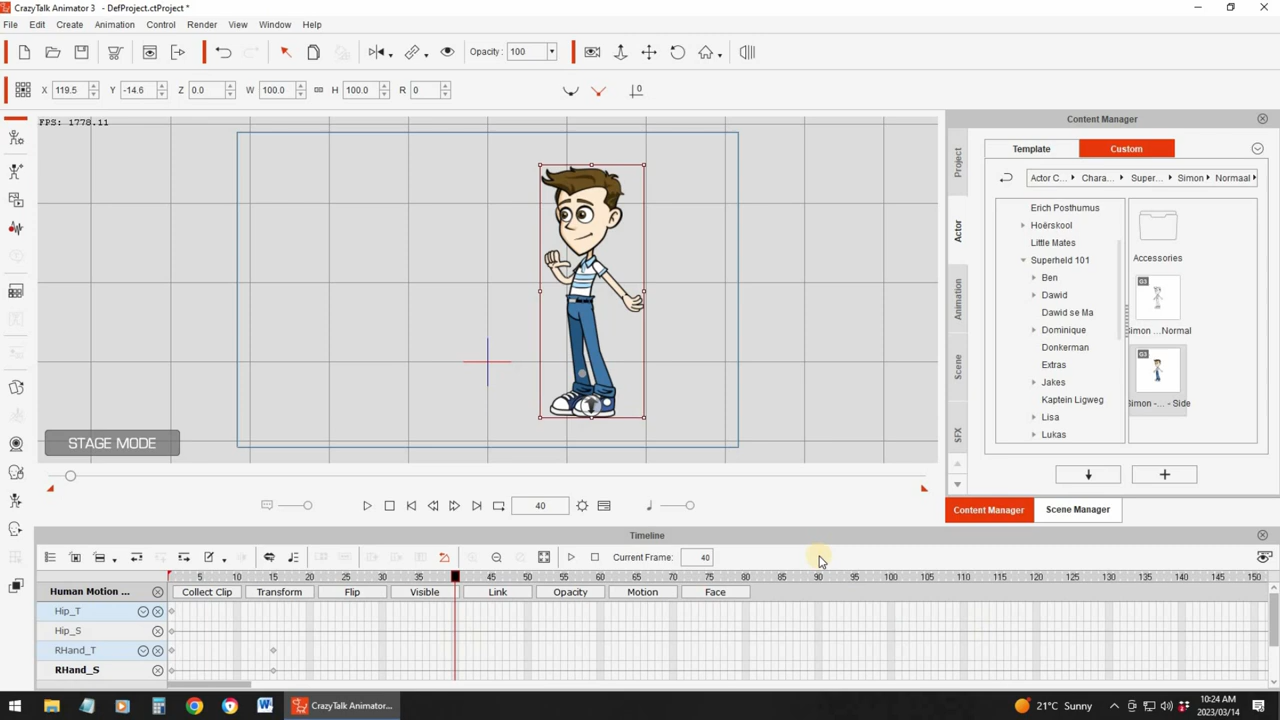 CrazyTalk Animator 3 - DefProject.ctProject *
File Edit Create Animation Control Render View Window Help
Opacity : 100
X 119.5 Y -14.6 Z 0.0 W 100.0 H 100.0 R 0
FPS: 1778.11
STAGE MODE
Content Manager
Template Custom
Actor C... Chara... Super... Simon Normaal
Project
Actor
Animation
Scene
SFX
Erich Posthumus
Hoërskool
Little Mates
Superheld 101
Ben
Dawid
Dawid se Ma
Dominique
Donkerman
Extras
Jakes
Kaptein Ligweg
Lisa
Lukas
Accessories
G3
Simon ...Normal
G3
Simon -... - Side
Content Manager Scene Manager
40
Timeline
Current Frame: 40
5 10 15 20 25 30 35 45 50 55 60 65 70 75 80 85 90 95 100 105 110 115 120 125 130 135 140 145 150
Human Motion ... Collect Clip Transform Flip Visible Link Opacity Motion Face
Hip_T
Hip_S
RHand_T
RHand_S
CrazyTalk Animator...
21°C Sunny
10:24 AM
2023/03/14